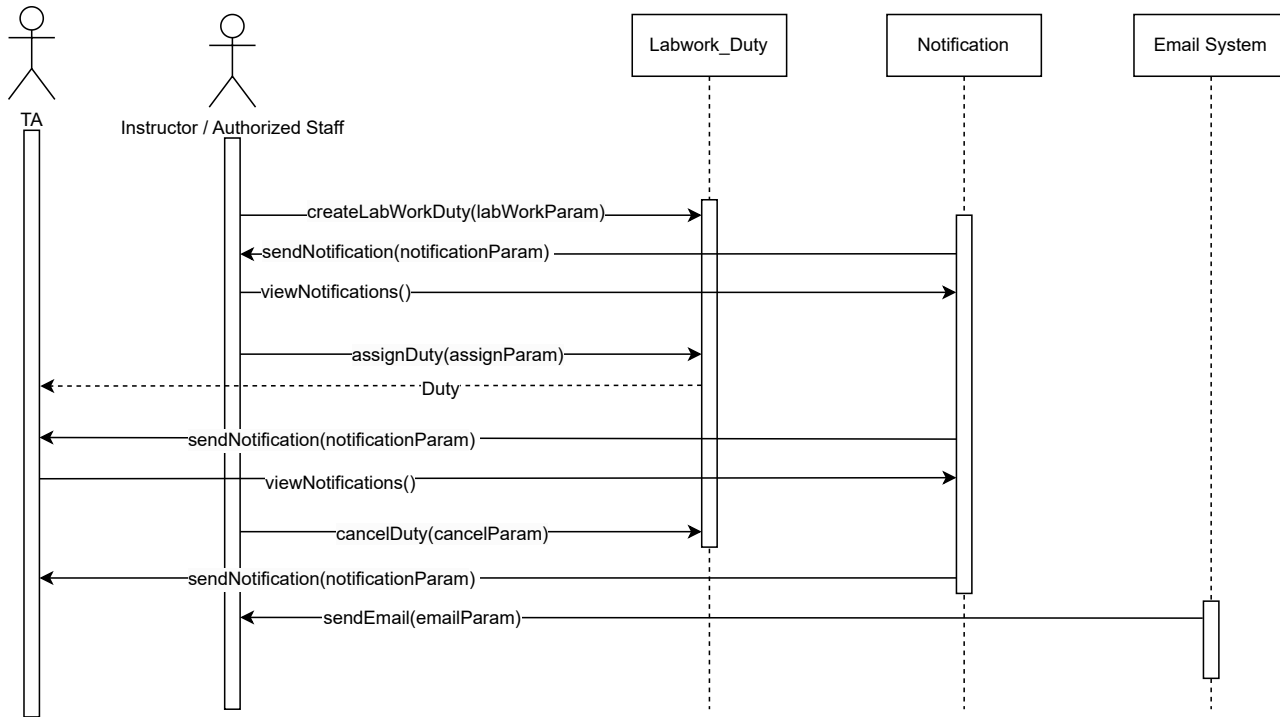 Labwork_Duty
Notification
Email System
TA
Instructor / Authorized Staff
createLabWorkDuty(labWorkParam)
sendNotification(notificationParam)
viewNotifications()
assignDuty(assignParam)
Duty
sendNotification(notificationParam)
viewNotifications()
cancelDuty(cancelParam)
sendNotification(notificationParam)
sendEmail(emailParam)